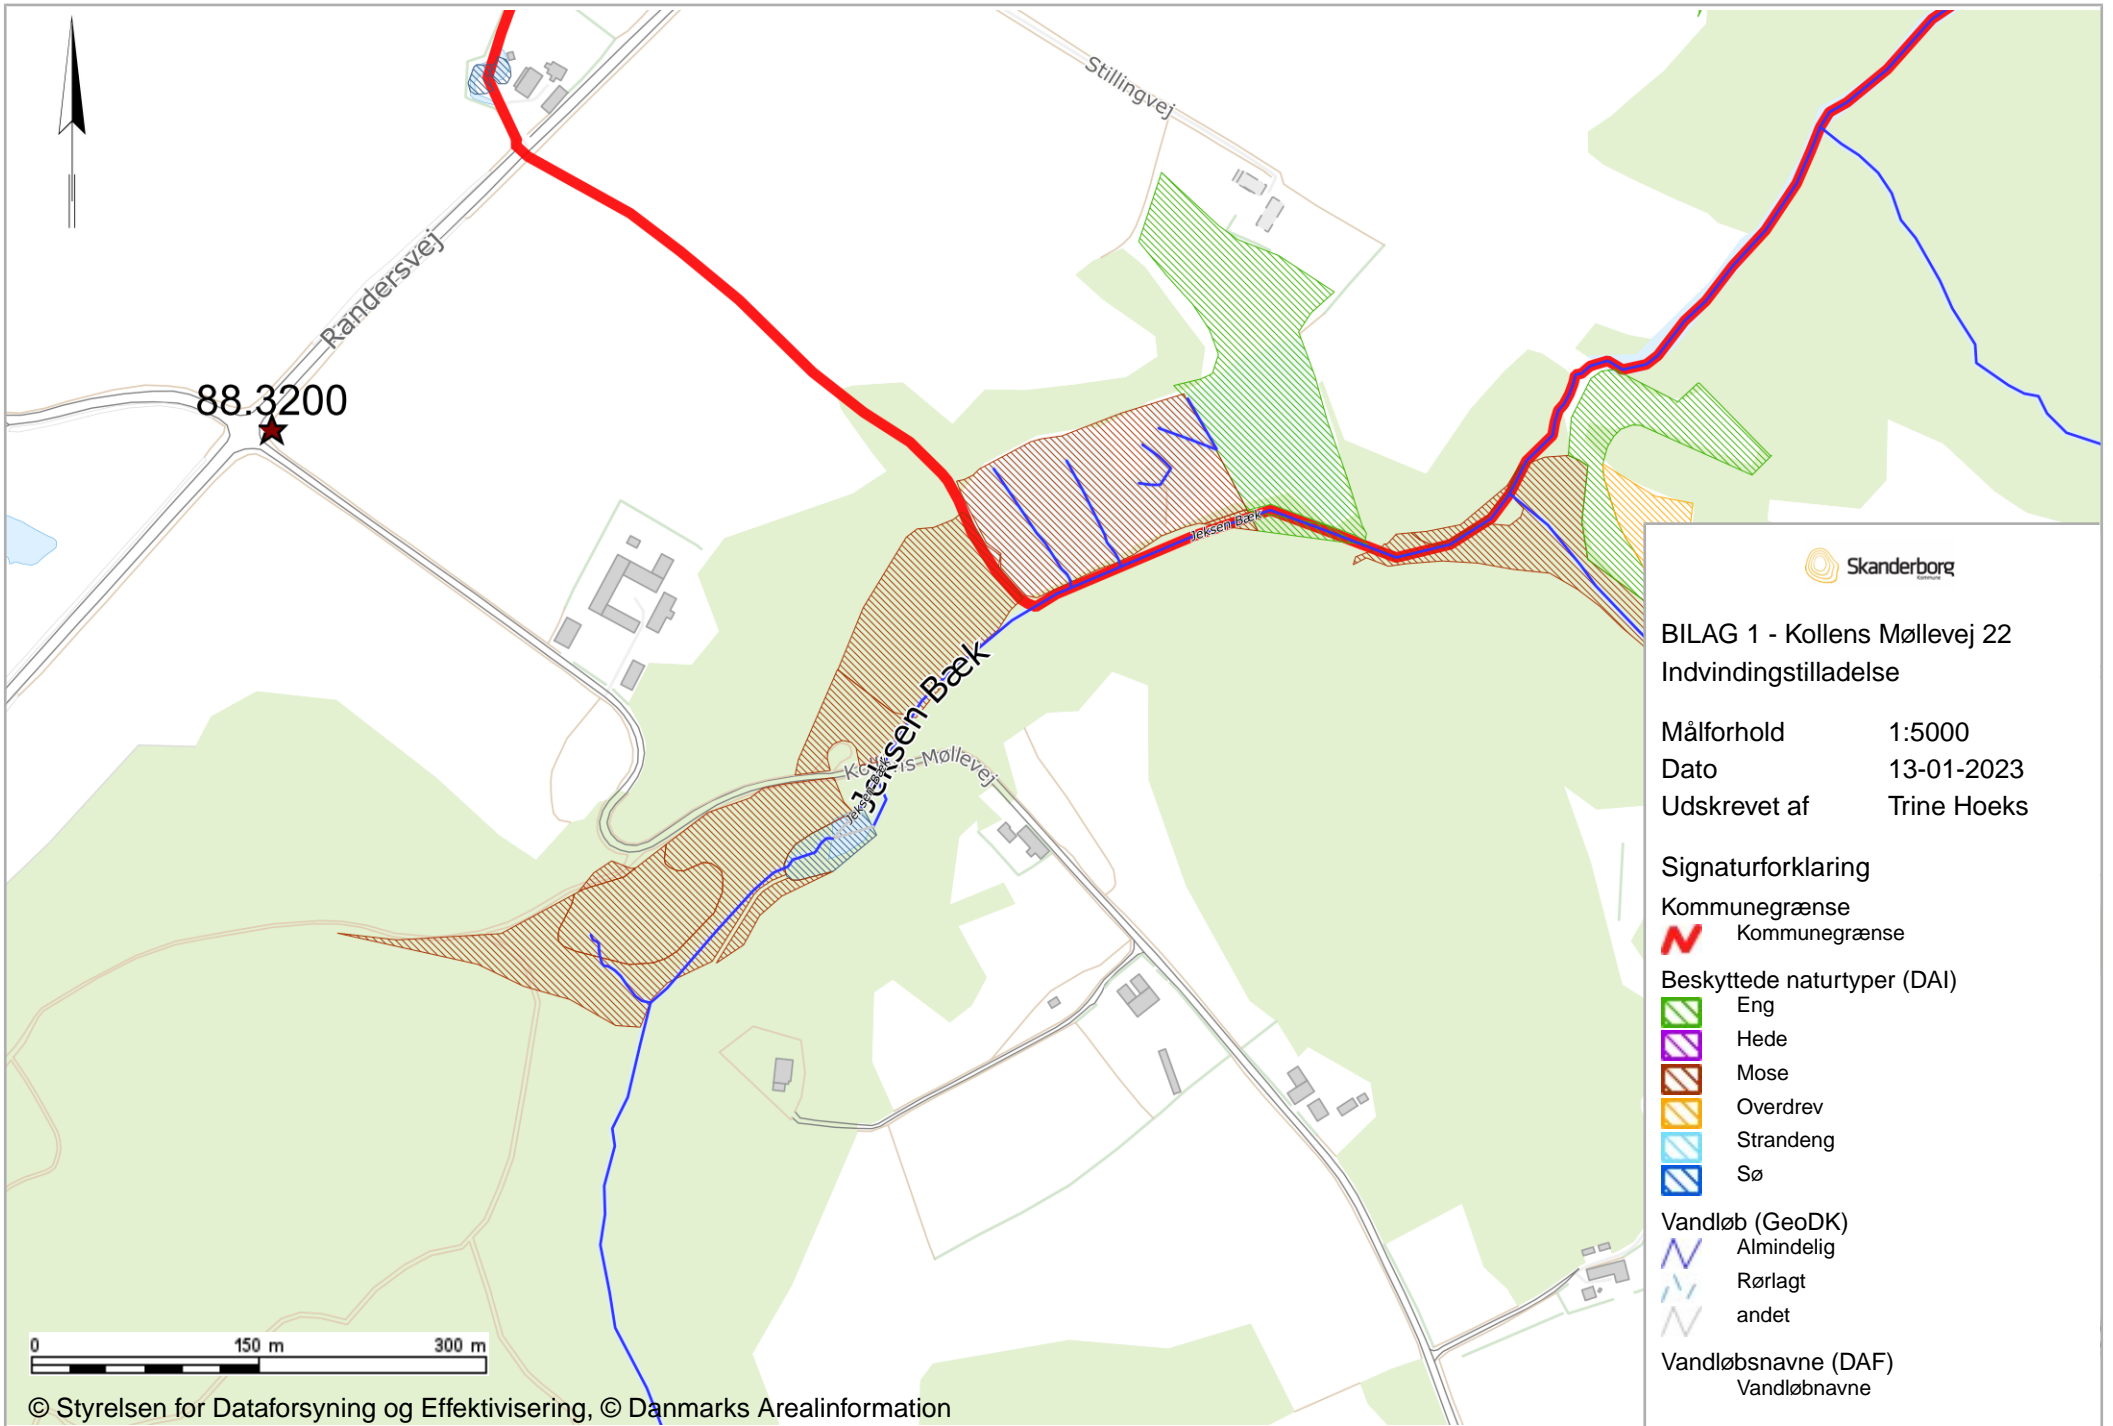 Stillingvej
Randersvej
88.3200
Jeksen Bæk
Jeksen Bæk
Jeksen Bæk
Møllevej
Skanderborg
Kommune
BILAG 1 - Kollens Møllevej 22
Indvindingstilladelse
Målforhold 1:5000
Dato 13-01-2023
Udskrevet af Trine Hoeks
Signaturforklaring
Kommunegrænse
Kommunegrænse
Beskyttede naturtyper (DAI)
Eng
Hede
Mose
Overdrev
Strandeng
Sø
Vandløb (GeoDK)
Almindelig
Rørlagt
andet
Vandløbsnavne (DAF)
Vandløbnavne
0 150 m 300 m
© Styrelsen for Dataforsyning og Effektivisering, © Danmarks Arealinformation